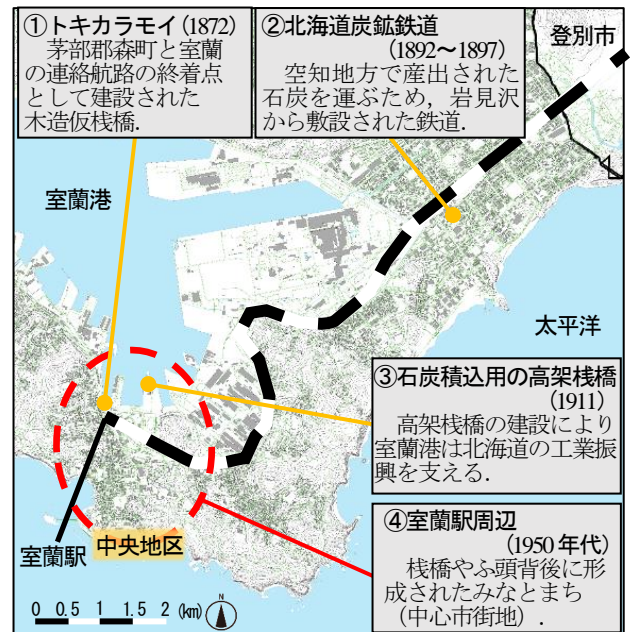 ①トキカラモイ(1872)
茅部郡森町と室蘭
の連絡航路の終着点
として建設された
木造仮桟橋.
②北海道炭鉱鉄道
(1892〜1897)
空知地方で産出された
石炭を運ぶため，岩見沢
から敷設された鉄道.
登別市
室蘭港
太平洋
③石炭積込用の高架桟橋
(1911)
高架桟橋の建設により
室蘭港は北海道の工業振
興を支える.
④室蘭駅周辺
(1950年代)
桟橋やふ頭背後に形
成されたみなとまち
（中心市街地）.
室蘭駅
中央地区
0 0.5 1 1.5 2 (km)
N